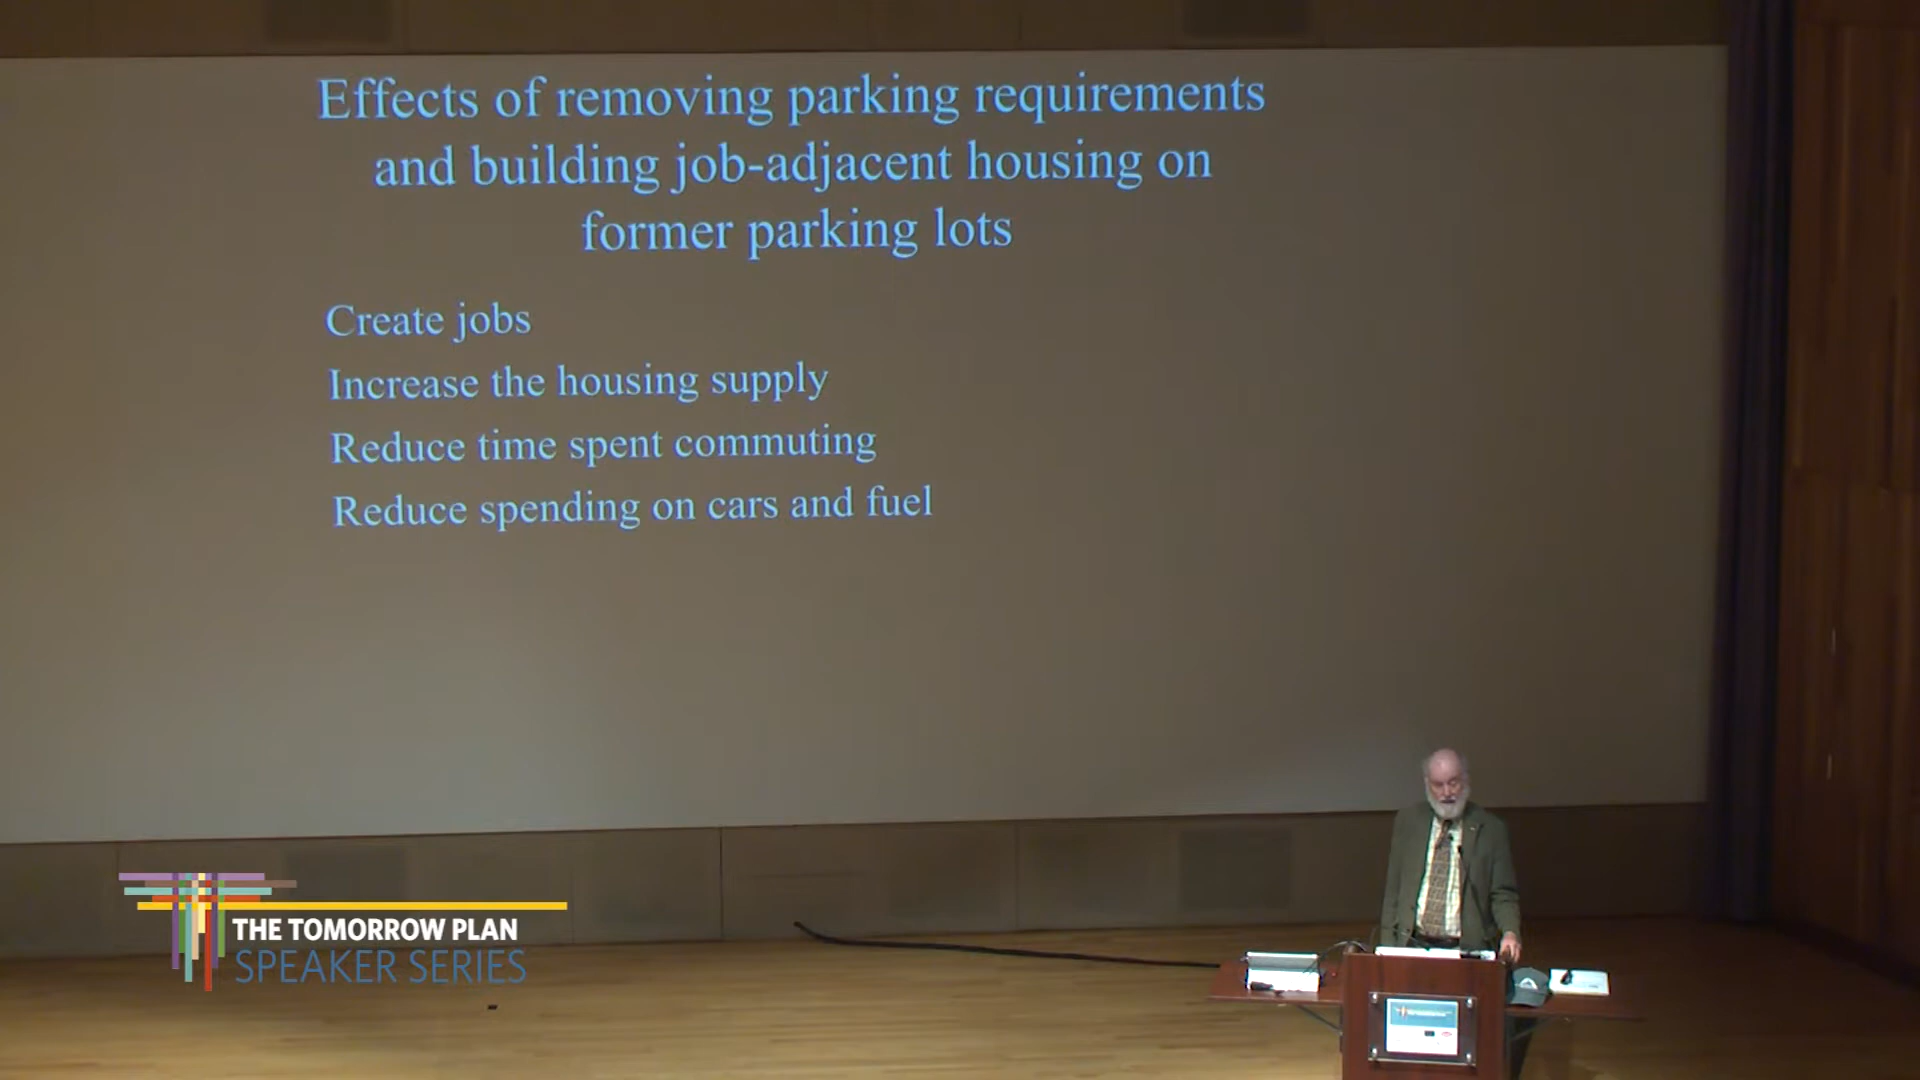 Effects of removing parking requirements
and building job-adjacent housing on
former parking lots
Create jobs
Increase the housing supply
Reduce time spent commuting
Reduce spending on cars and fuel
THE TOMORROW PLAN
SPEAKER SERIES